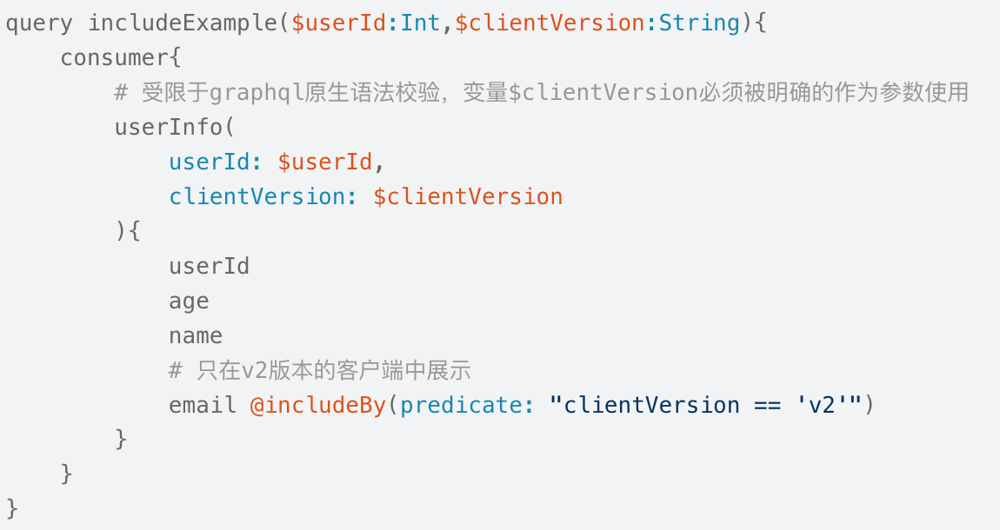 query includeExample($userId:Int,$clientVersion:String){
    consumer{
        # 受限于graphql原生语法校验，变量$clientVersion必须被明确的作为参数使用
        userInfo(
            userId: $userId,
            clientVersion: $clientVersion
        ){
            userId
            age
            name
            # 只在v2版本的客户端中展示
            email @includeBy(predicate: "clientVersion == 'v2'")
        }
    }
}